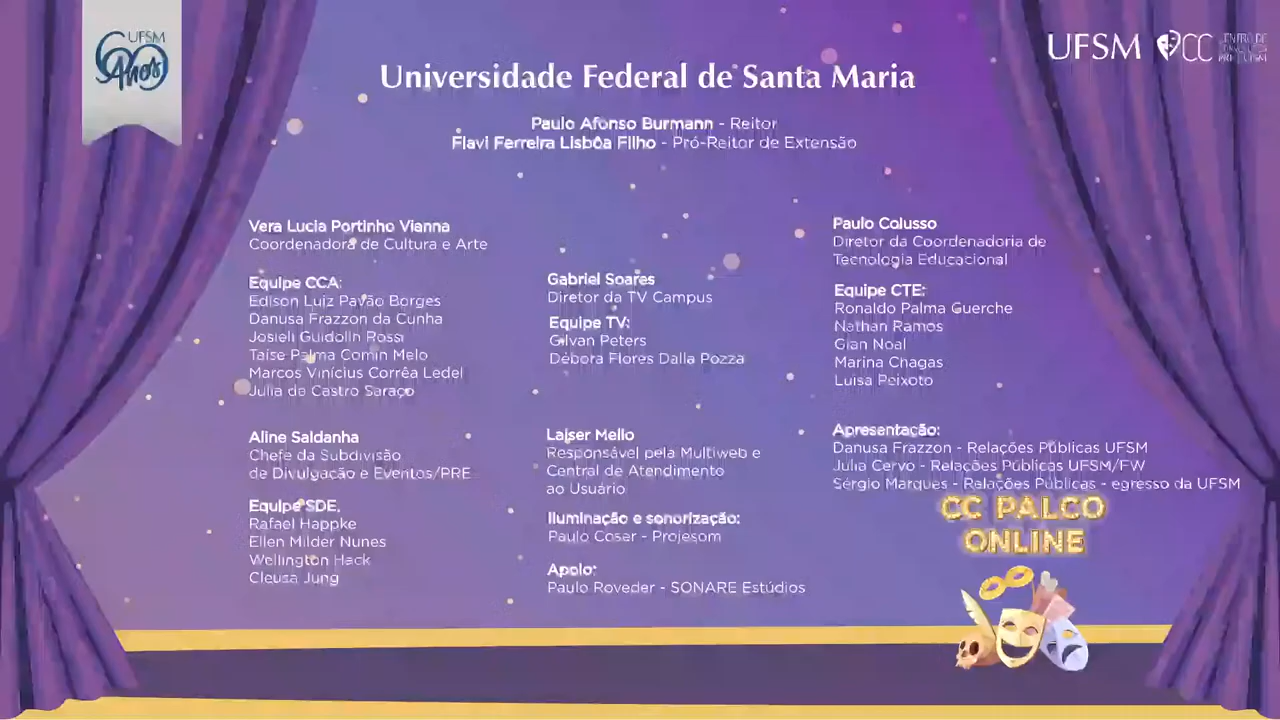 UFSM
60 Anos
UFSM CC CENTRO DE
Universidade Federal de Santa Maria
Paulo Afonso Burmann - Reitor
Flavi Ferreira Lisbôa Filho - Pró-Reitor de Extensão
Vera Lucia Portinho Vianna
Coordenadora de Cultura e Arte
Equipe CCA:
Edison Luiz Pavão Borges
Danusa Frazzon da Cunha
Josieli Guidolin Rossi
Taise Palma Comin Melo
Marcos Vinícius Corrêa Ledel
Julia de Castro Saraço
Aline Saldanha
Chefe da Subdivisão
de Divulgação e Eventos/PRE
Equipe SDE.
Rafael Happke
Ellen Milder Nunes
Wellington Hack
Cleusa Jung
Gabriel Soares
Diretor da TV Campus
Equipe TV:
Gilvan Peters
Débora Flores Dalla Pozza
Laiser Mello
Responsável pela Multiweb e
Central de Atendimento
ao Usuário
Iluminação e sonorização:
Paulo Coser - Projesom
Apoio:
Paulo Roveder - SONARE Estúdios
Paulo Colusso
Diretor da Coordenadoria de
Tecnologia Educacional
Equipe CTE:
Ronaldo Palma Guerche
Nathan Ramos
Gian Noal
Marina Chagas
Luisa Peixoto
Apresentação:
Danusa Frazzon - Relações Públicas UFSM
Julia Cervo - Relações Públicas UFSM/FW
Sérgio Marques - Relações Públicas - egresso da UFSM
CC PALCO
ONLINE